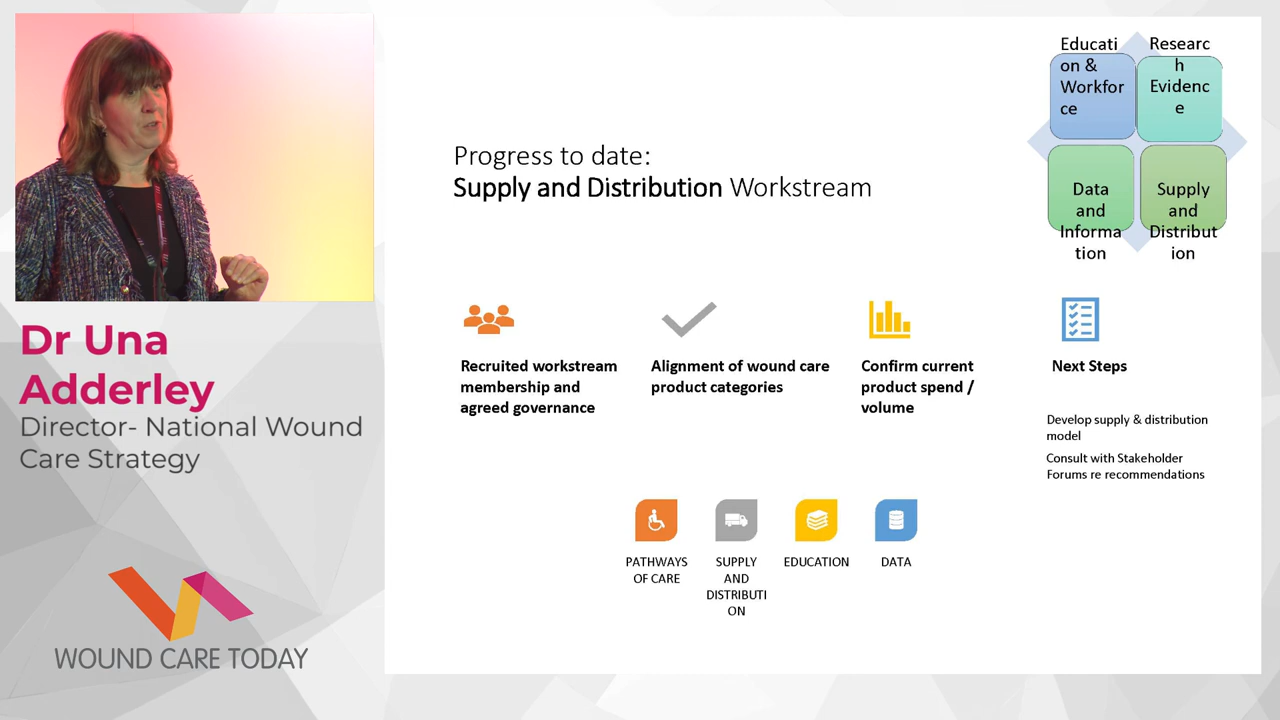 Dr Una
Adderley
Director- National Wound
Care Strategy
WOUND CARE TODAY
Progress to date:
Supply and Distribution Workstream
Educati
on &
Workfor
ce
Researc
h
Evidenc
e
Data
and
Informa
tion
Supply
and
Distribut
ion
Recruited workstream
membership and
agreed governance
Alignment of wound care
product categories
Confirm current
product spend /
volume
Next Steps
Develop supply & distribution
model
Consult with Stakeholder
Forums re recommendations
PATHWAYS
OF CARE
SUPPLY
AND
DISTRIBUTI
ON
EDUCATION
DATA